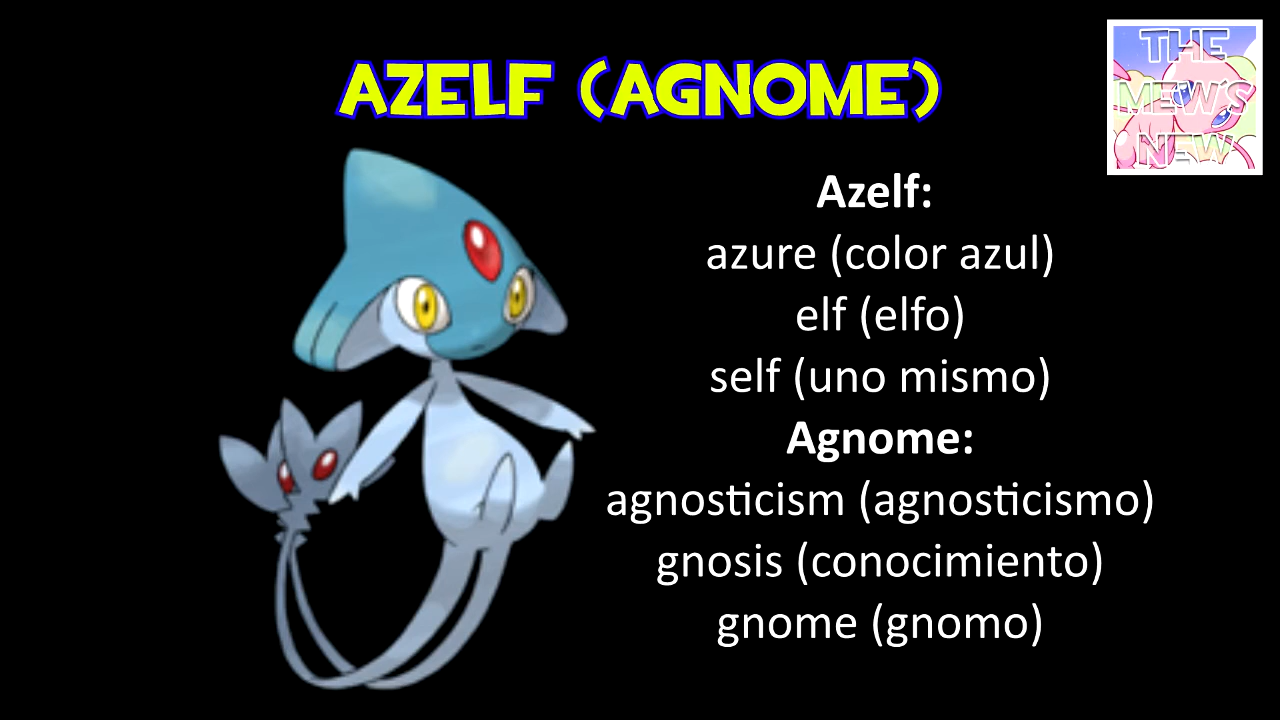 AZELF (AGNOME)
THE
MEW'S
NEW
Azelf:
azure (color azul)
elf (elfo)
self (uno mismo)
Agnome:
agnosticism (agnosticismo)
gnosis (conocimiento)
gnome (gnomo)